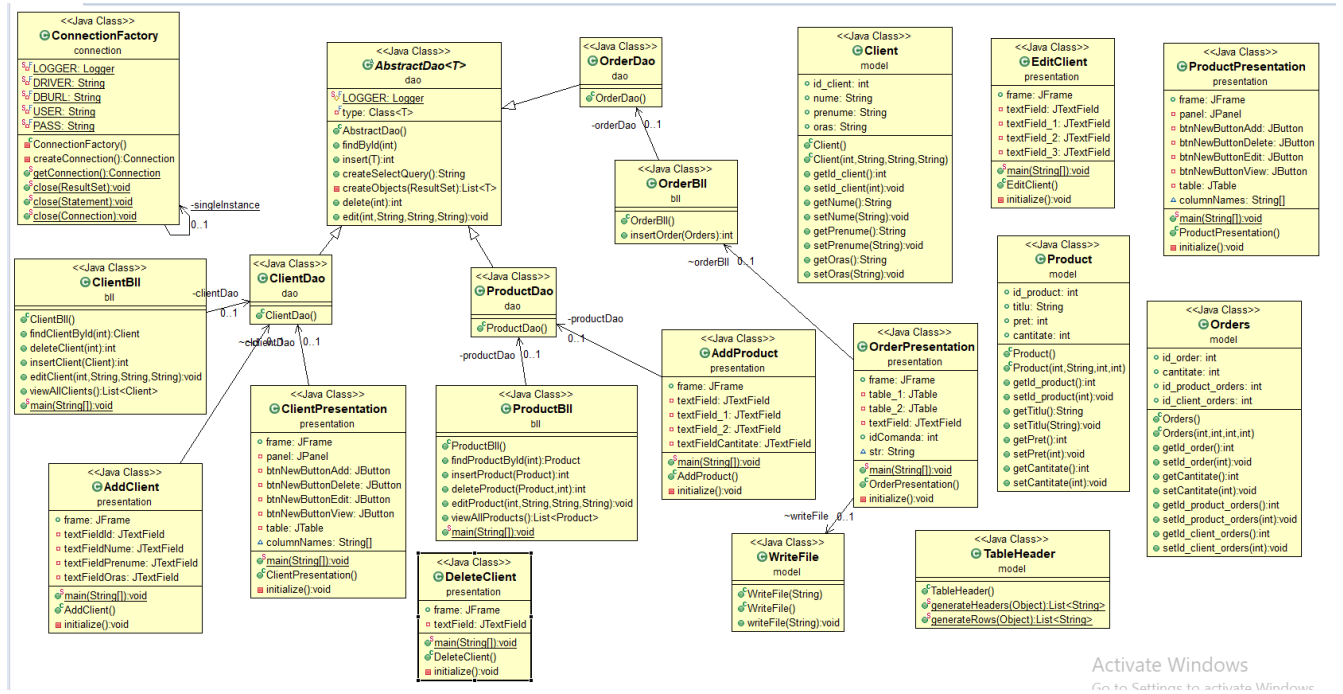 <<Java Class>>
ConnectionFactory
connection
LOGGER: Logger
DRIVER: String
DBURL: String
USER: String
PASS: String
ConnectionFactory()
createConnection():Connection
getConnection():Connection
close(ResultSet):void
close(Statement):void
close(Connection):void
-singleInstance
0..1
<<Java Class>>
AbstractDao<T>
dao
LOGGER: Logger
type: Class<T>
AbstractDao()
findById(int)
insert(T):int
createSelectQuery():String
createObjects(ResultSet):List<T>
delete(int):int
edit(int,String,String,String):void
<<Java Class>>
OrderDao
dao
OrderDao()
-orderDao
0..1
<<Java Class>>
OrderBll
bll
OrderBll()
insertOrder(Orders):int
~orderBll
0..1
<<Java Class>>
Client
model
id_client: int
nume: String
prenume: String
oras: String
Client()
Client(int,String,String,String)
getId_client():int
setId_client(int):void
getNume():String
setNume(String):void
getPrenume():String
setPrenume(String):void
getOras():String
setOras(String):void
<<Java Class>>
EditClient
presentation
frame: JFrame
textField: JTextField
textField_1: JTextField
textField_2: JTextField
textField_3: JTextField
main(String[]):void
EditClient()
initialize():void
<<Java Class>>
ProductPresentation
presentation
frame: JFrame
panel: JPanel
btnNewButtonAdd: JButton
btnNewButtonDelete: JButton
btnNewButtonEdit: JButton
btnNewButtonView: JButton
table: JTable
columnNames: String[]
main(String[]):void
ProductPresentation()
initialize():void
<<Java Class>>
ClientBll
bll
ClientBll()
findClientById(int):Client
deleteClient(int):int
insertClient(Client):int
editClient(int,String,String,String):void
viewAllClients():List<Client>
main(String[]):void
-clientDao
0..1
<<Java Class>>
ClientDao
dao
ClientDao()
0..1
<<Java Class>>
ProductDao
dao
ProductDao()
-productDao
0..1
-productDao
0..1
<<Java Class>>
Product
model
id_product: int
titlu: String
pret: int
cantitate: int
Product()
Product(int,String,int,int)
getId_product():int
setId_product(int):void
getTitlu():String
setTitlu(String):void
getPret():int
setPret(int):void
getCantitate():int
setCantitate(int):void
<<Java Class>>
Orders
model
id_order: int
cantitate: int
id_product_orders: int
id_client_orders: int
Orders()
Orders(int,int,int,int)
getId_order():int
setId_order(int):void
getCantitate():int
setCantitate(int):void
getId_product_orders():int
setId_product_orders(int):void
getId_client_orders():int
setId_client_orders(int):void
<<Java Class>>
AddProduct
presentation
frame: JFrame
textField: JTextField
textField_1: JTextField
textField_2: JTextField
textFieldCantitate: JTextField
main(String[]):void
AddProduct()
initialize():void
<<Java Class>>
OrderPresentation
presentation
frame: JFrame
table_1: JTable
table_2: JTable
textField: JTextField
idComanda: int
str: String
main(String[]):void
OrderPresentation()
initialize():void
~writeFile
0..1
<<Java Class>>
ClientPresentation
presentation
frame: JFrame
panel: JPanel
btnNewButtonAdd: JButton
btnNewButtonDelete: JButton
btnNewButtonEdit: JButton
btnNewButtonView: JButton
table: JTable
columnNames: String[]
main(String[]):void
ClientPresentation()
initialize():void
<<Java Class>>
ProductBll
bll
ProductBll()
findProductById(int):Product
insertProduct(Product):int
deleteProduct(Product,int):int
editProduct(int,String,String,String):void
viewAllProducts():List<Product>
main(String[]):void
<<Java Class>>
AddClient
presentation
frame: JFrame
textFieldId: JTextField
textFieldNume: JTextField
textFieldPrenume: JTextField
textFieldOras: JTextField
main(String[]):void
AddClient()
initialize():void
<<Java Class>>
DeleteClient
presentation
frame: JFrame
textField: JTextField
main(String[]):void
DeleteClient()
initialize():void
<<Java Class>>
WriteFile
model
WriteFile(String)
WriteFile()
writeFile(String):void
<<Java Class>>
TableHeader
model
TableHeader()
generateHeaders(Object):List<String>
generateRows(Object):List<String>
Activate Windows
Go to Settings to activate Windows.